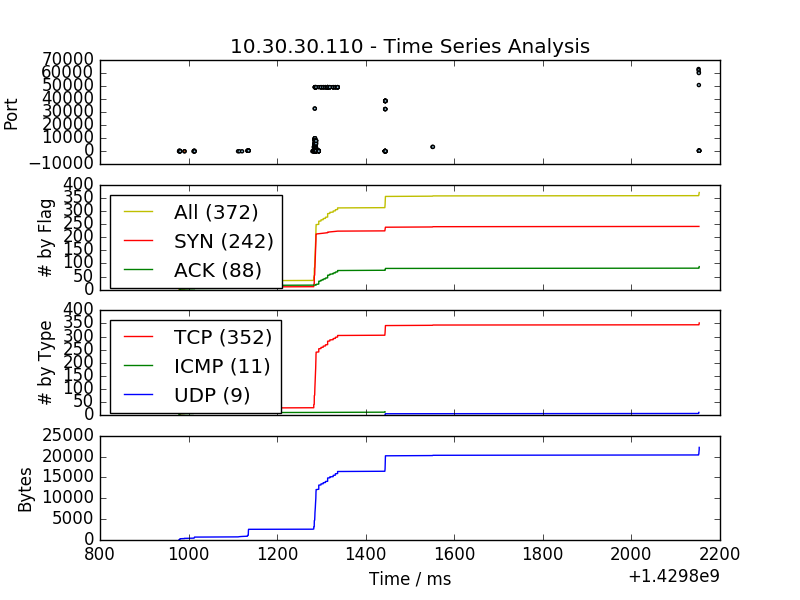 10.30.30.110 - Time Series Analysis
70000
60000
50000
40000
30000
20000
10000
0
−10000
Port
400
350
300
250
200
150
100
50
0
# by Flag
All (372)
SYN (242)
ACK (88)
400
350
300
250
200
150
100
50
0
# by Type
TCP (352)
ICMP (11)
UDP (9)
25000
20000
15000
10000
5000
0
Bytes
800 1000 1200 1400 1600 1800 2000 2200
Time / ms
+1.4298e9